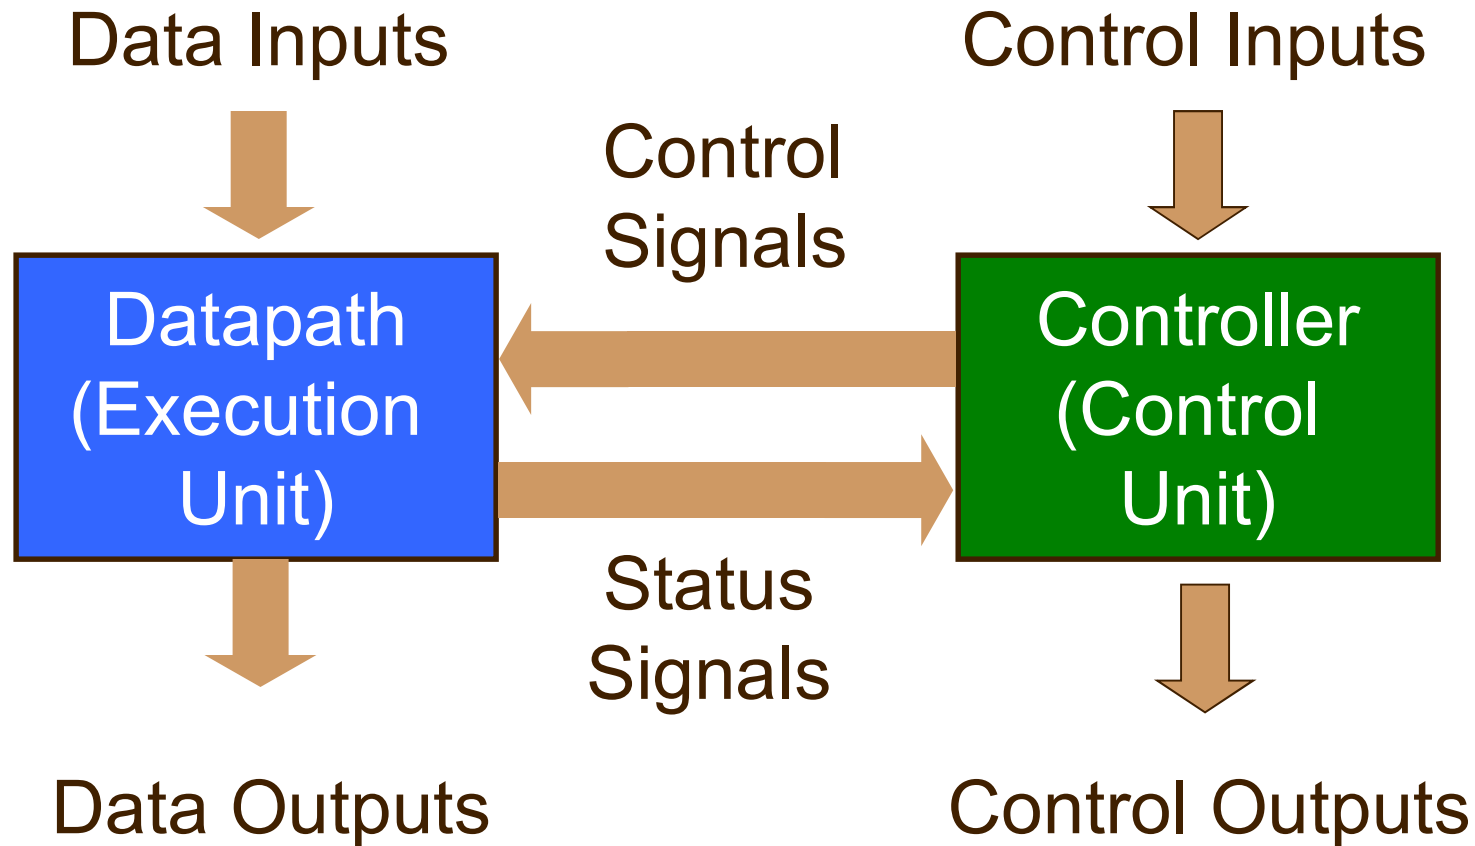 Data Inputs
Control Inputs
Control
Signals
Datapath
(Execution
Unit)
Controller
(Control
Unit)
Status
Signals
Data Outputs
Control Outputs